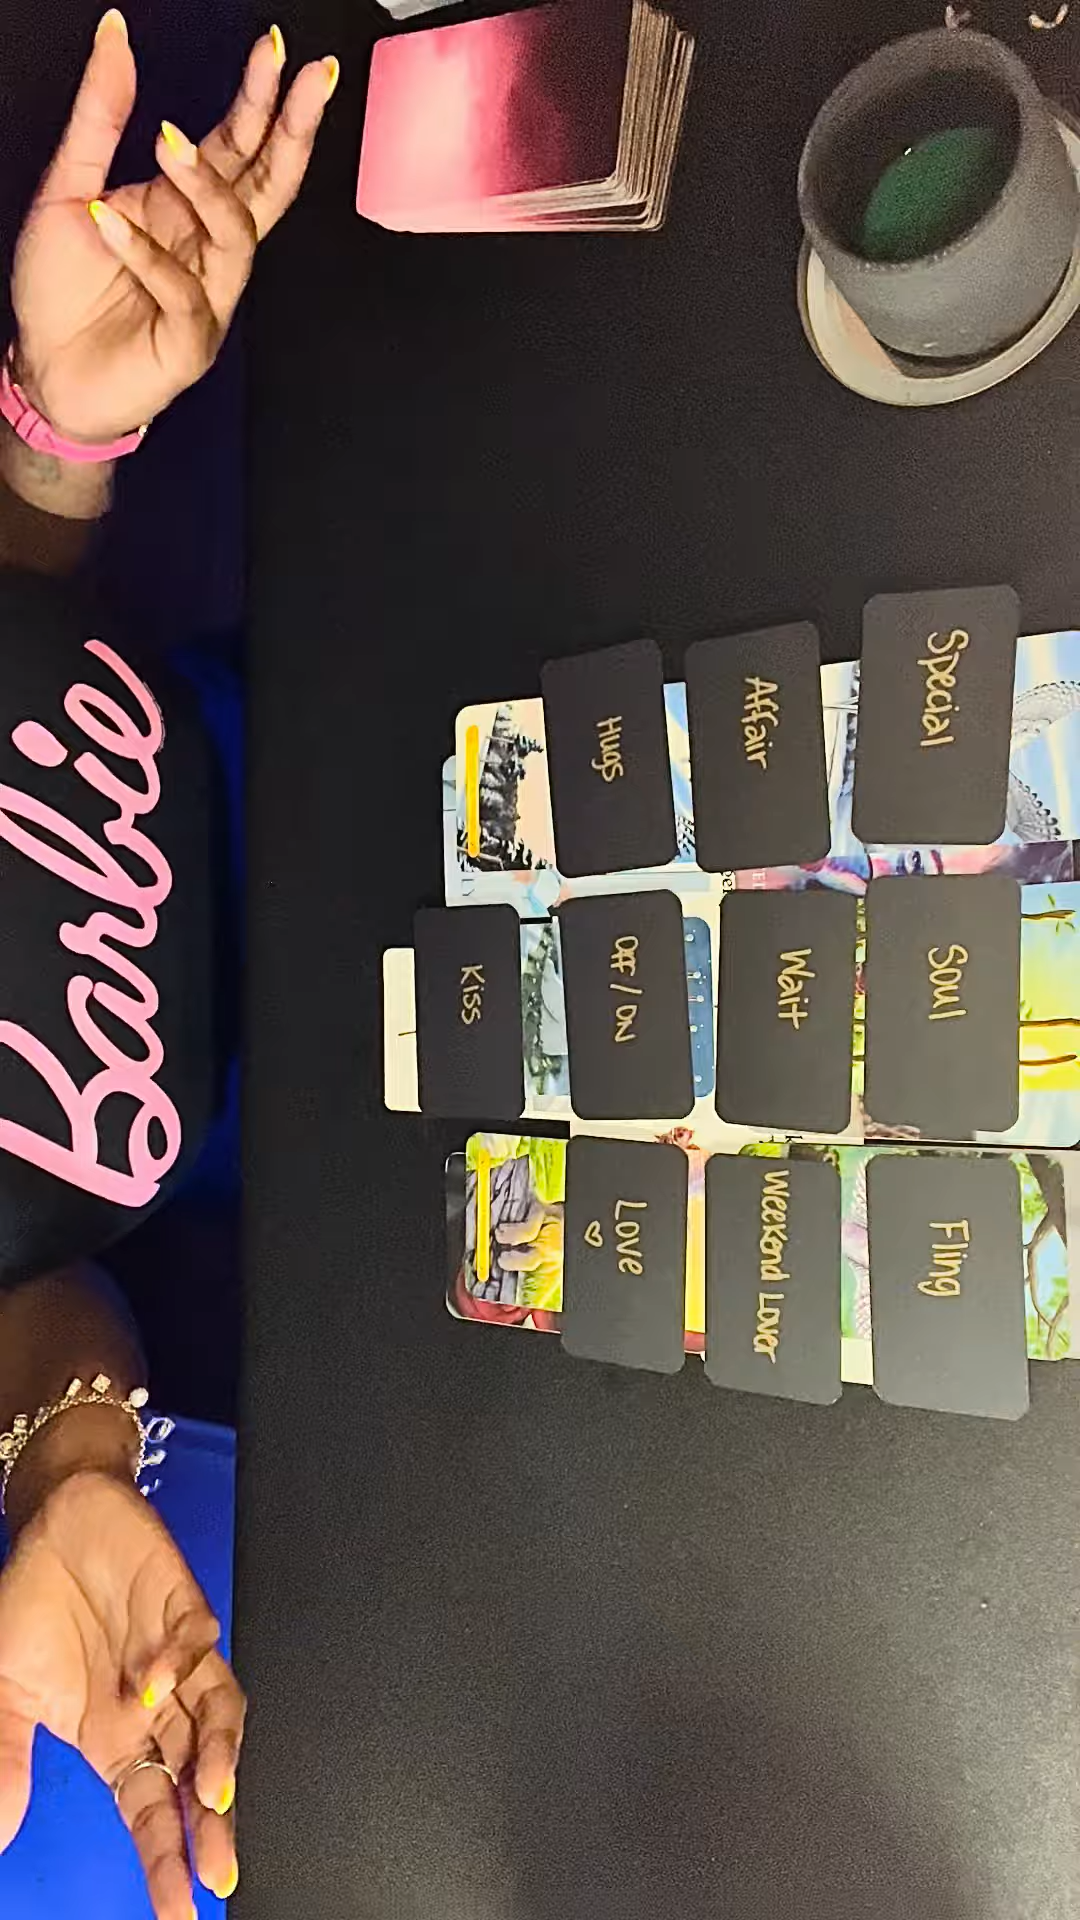 Special
Soul
Fling
Affair
Wait
Weekend Lover
Hugs
OFF / ON
Love ♡
Kiss
Barbie